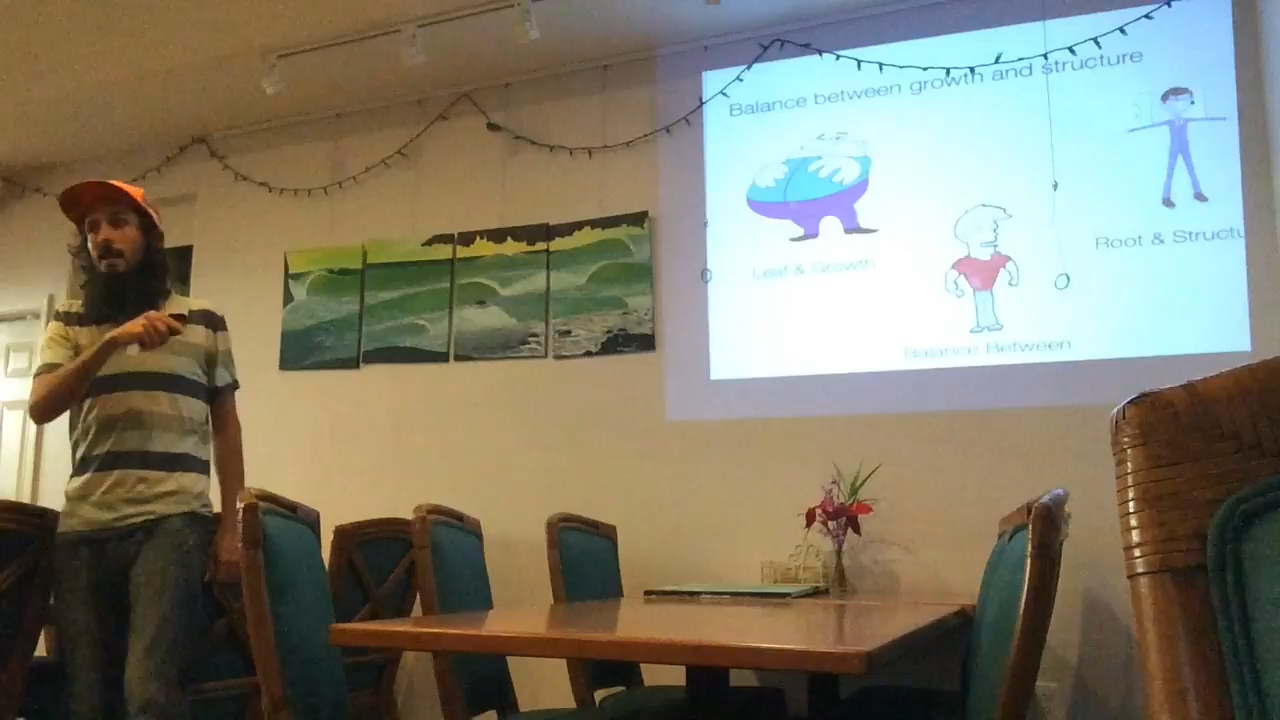 Balance between growth and structure
Leaf & Growth
Root & Structu
Balance Between